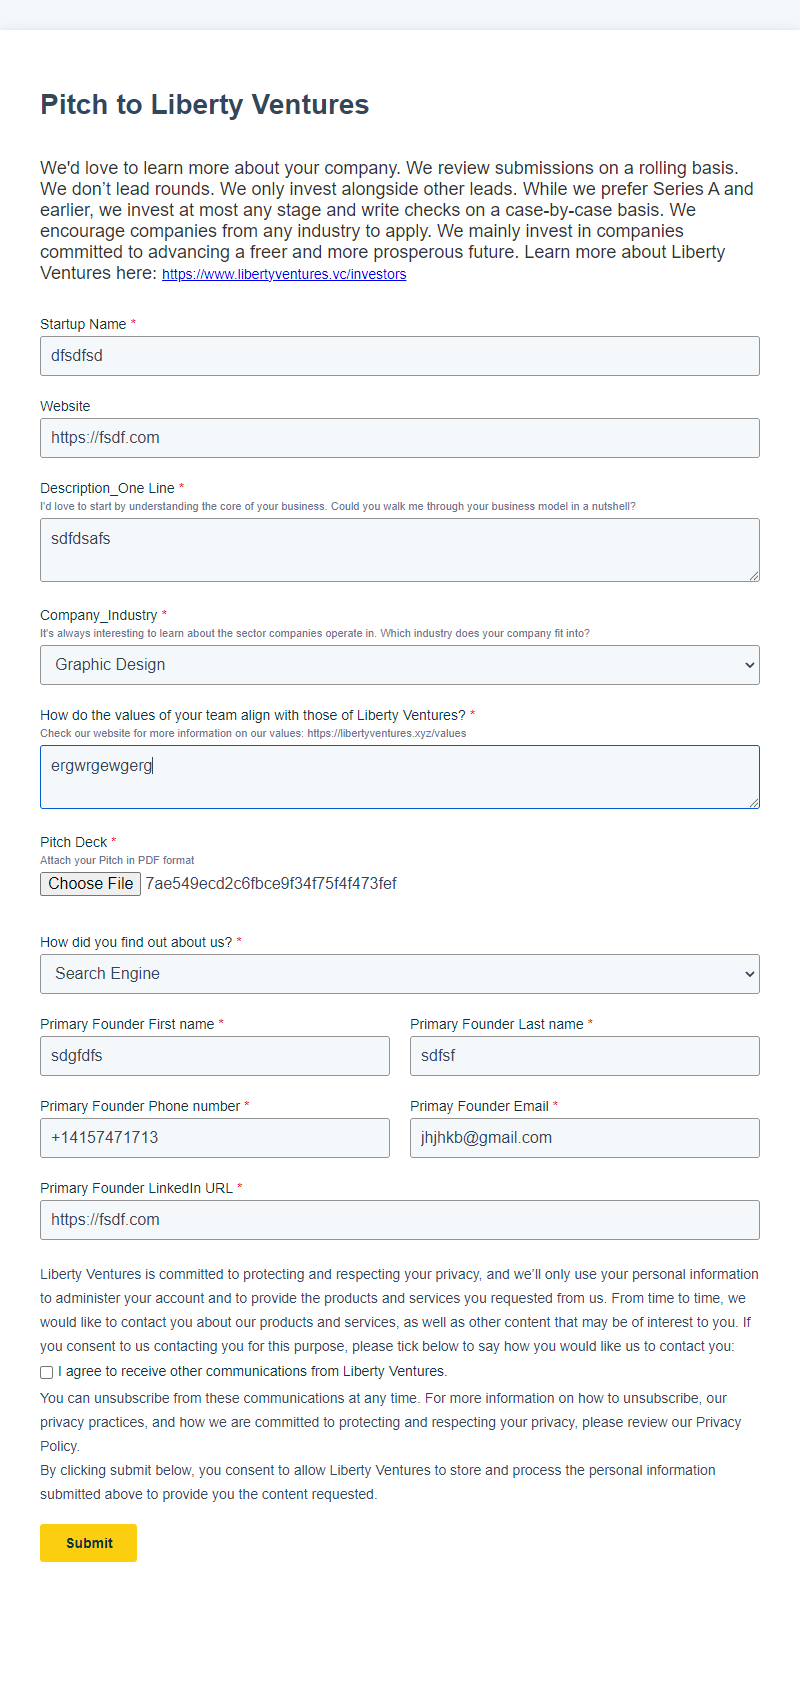 Pitch to Liberty Ventures
We'd love to learn more about your company. We review submissions on a rolling basis.
We don’t lead rounds. We only invest alongside other leads. While we prefer Series A and
earlier, we invest at most any stage and write checks on a case-by-case basis. We
encourage companies from any industry to apply. We mainly invest in companies
committed to advancing a freer and more prosperous future. Learn more about Liberty
Ventures here: https://www.libertyventures.vc/investors
Startup Name *
dfsdfsd
Website
https://fsdf.com
Description_One Line *
I'd love to start by understanding the core of your business. Could you walk me through your business model in a nutshell?
sdfdsafs
Company_Industry *
It's always interesting to learn about the sector companies operate in. Which industry does your company fit into?
Graphic Design
How do the values of your team align with those of Liberty Ventures? *
Check our website for more information on our values: https://libertyventures.xyz/values
ergwrgewgerg
Pitch Deck *
Attach your Pitch in PDF format
Choose File 7ae549ecd2c6fbce9f34f75f4f473fef
How did you find out about us? *
Search Engine
Primary Founder First name * Primary Founder Last name *
sdgfdfs sdfsf
Primary Founder Phone number * Primay Founder Email *
+14157471713 jhjhkb@gmail.com
Primary Founder LinkedIn URL *
https://fsdf.com
Liberty Ventures is committed to protecting and respecting your privacy, and we’ll only use your personal information
to administer your account and to provide the products and services you requested from us. From time to time, we
would like to contact you about our products and services, as well as other content that may be of interest to you. If
you consent to us contacting you for this purpose, please tick below to say how you would like us to contact you:
I agree to receive other communications from Liberty Ventures.
You can unsubscribe from these communications at any time. For more information on how to unsubscribe, our
privacy practices, and how we are committed to protecting and respecting your privacy, please review our Privacy
Policy.
By clicking submit below, you consent to allow Liberty Ventures to store and process the personal information
submitted above to provide you the content requested.
Submit